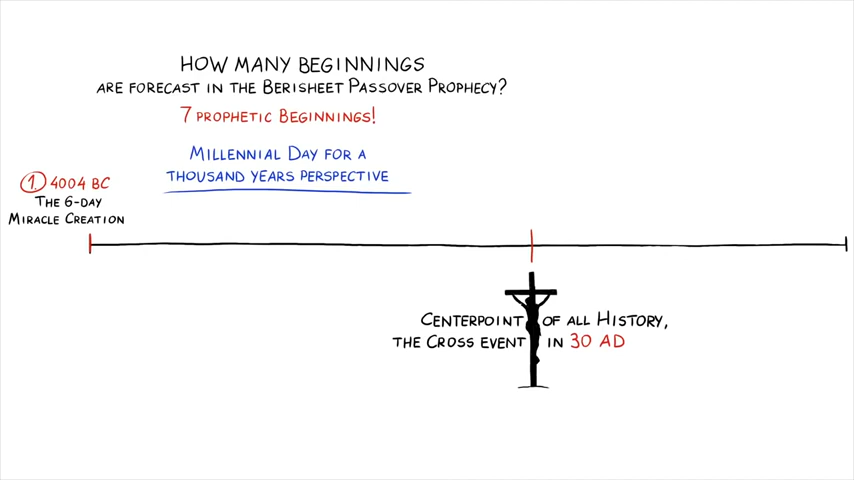 HOW MANY BEGINNINGS
ARE FORECAST IN THE BERISHEET PASSOVER PROPHECY?
7 PROPHETIC BEGINNINGS!
MILLENNIAL DAY FOR A
THOUSAND YEARS PERSPECTIVE
1. 4004 BC
THE 6-DAY
MIRACLE CREATION
CENTERPOINT OF ALL HISTORY,
THE CROSS EVENT IN 30 AD